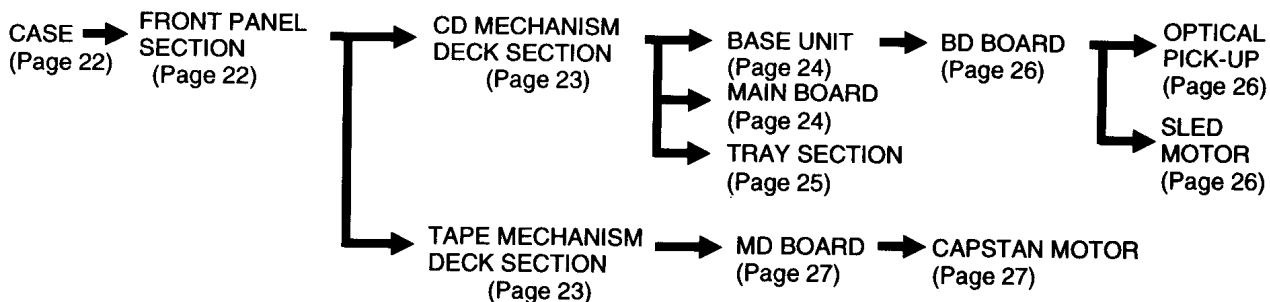 CASE
(Page 22)
FRONT PANEL
SECTION
(Page 22)
CD MECHANISM
DECK SECTION
(Page 23)
BASE UNIT
(Page 24)
MAIN BOARD
(Page 24)
TRAY SECTION
(Page 25)
BD BOARD
(Page 26)
OPTICAL
PICK-UP
(Page 26)
SLED
MOTOR
(Page 26)
TAPE MECHANISM
DECK SECTION
(Page 23)
MD BOARD
(Page 27)
CAPSTAN MOTOR
(Page 27)